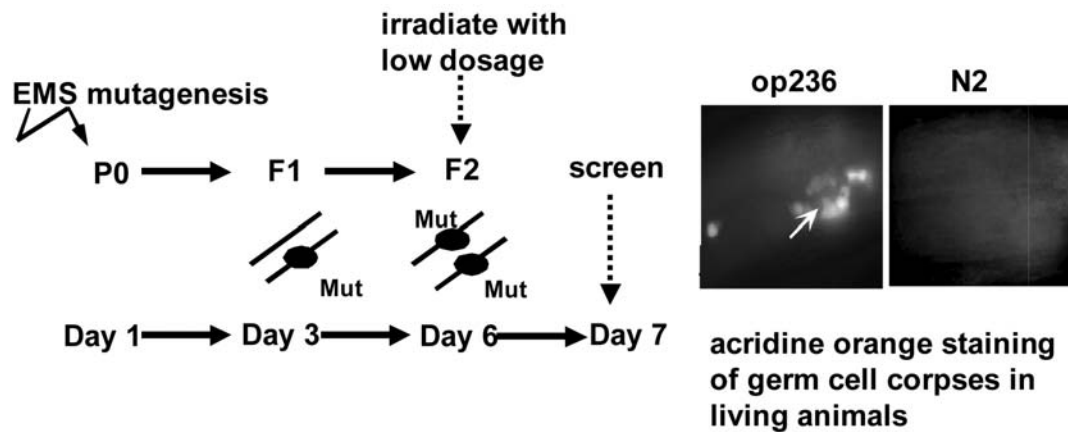 irradiate with
low dosage
EMS mutagenesis
P0
F1
F2
screen
Mut
Mut
Mut
Day 1
Day 3
Day 6
Day 7
op236
N2
acridine orange staining
of germ cell corpses in
living animals